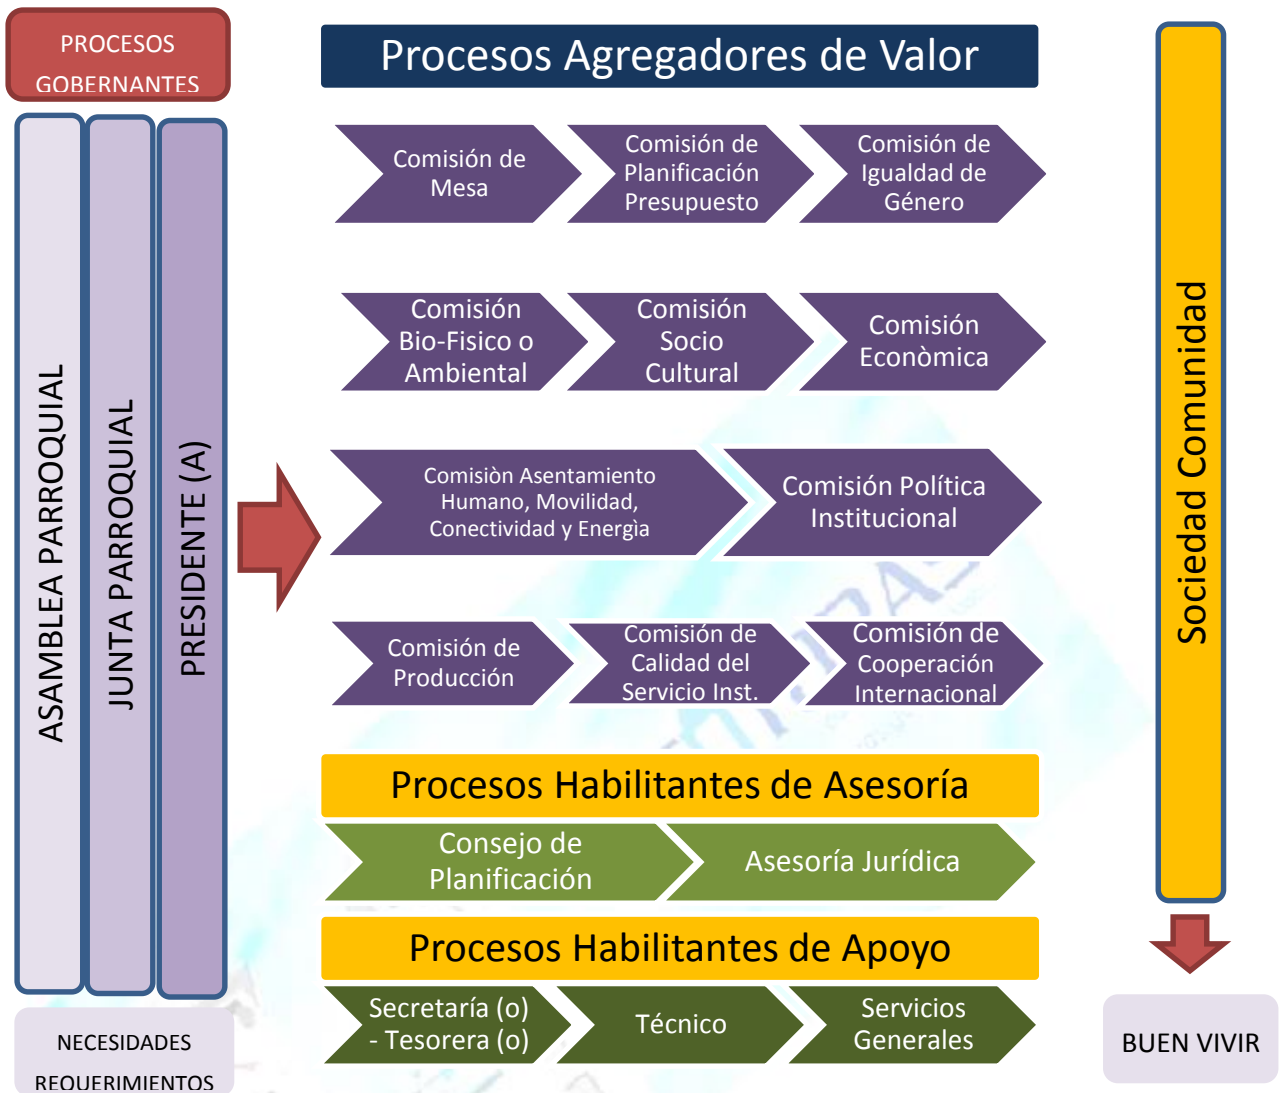 PROCESOS
GOBERNANTES
ASAMBLEA PARROQUIAL
JUNTA PARROQUIAL
PRESIDENTE (A)
NECESIDADES
REQUERIMIENTOS
Procesos Agregadores de Valor
Comisión de
Mesa
Comisión de
Planificación
Presupuesto
Comisión de
Igualdad de
Género
Comisión
Bio-Fisico o
Ambiental
Comisión
Socio
Cultural
Comisión
Econòmica
Comisiòn Asentamiento
Humano, Movilidad,
Conectividad y Energìa
Comisión Política
Institucional
Comisión de
Producción
Comisión de
Calidad del
Servicio Inst.
Comisión de
Cooperación
Internacional
Procesos Habilitantes de Asesoría
Consejo de
Planificación
Asesoría Jurídica
Procesos Habilitantes de Apoyo
Secretaría (o)
- Tesorera (o)
Técnico
Servicios
Generales
Sociedad Comunidad
BUEN VIVIR